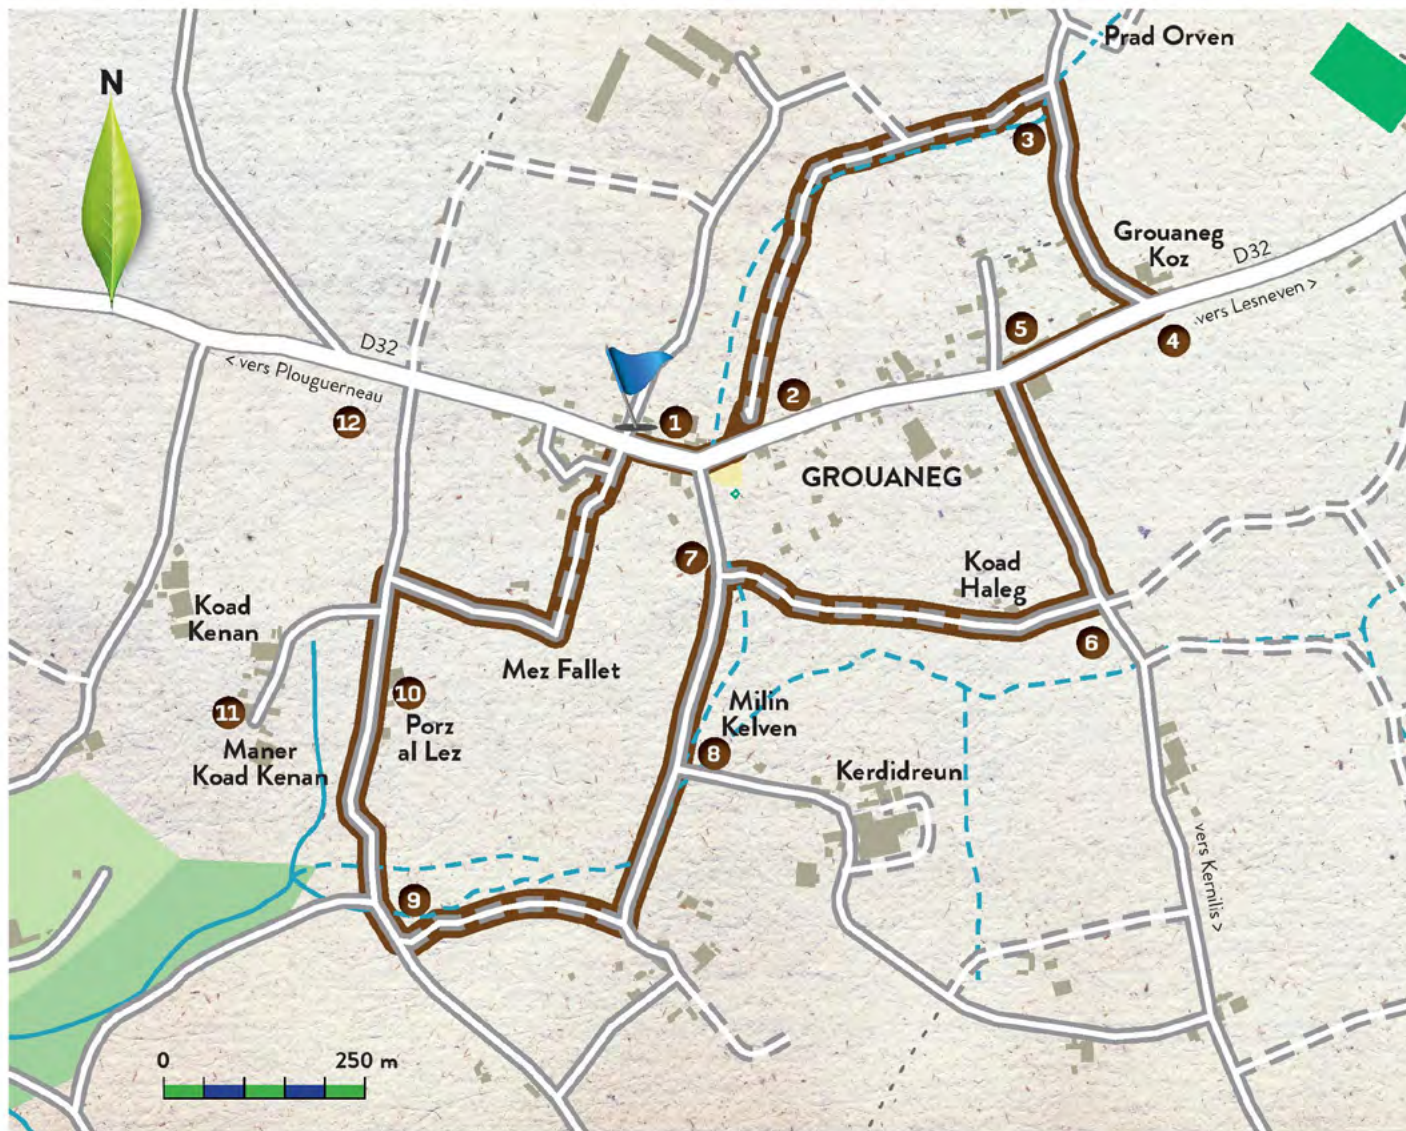 N
Prad Orven
3
Grouaneg
Koz
D32
vers Lesneven >
4
5
D32
< vers Plouguerneau
12
1
2
GROUANEG
7
Koad
Haleg
6
Koad
Kenan
Mez Fallet
10
11
Porz
al Lez
Maner
Koad Kenan
Milin
Kelven
8
Kerdidreun
vers Kernilis >
9
0
250 m